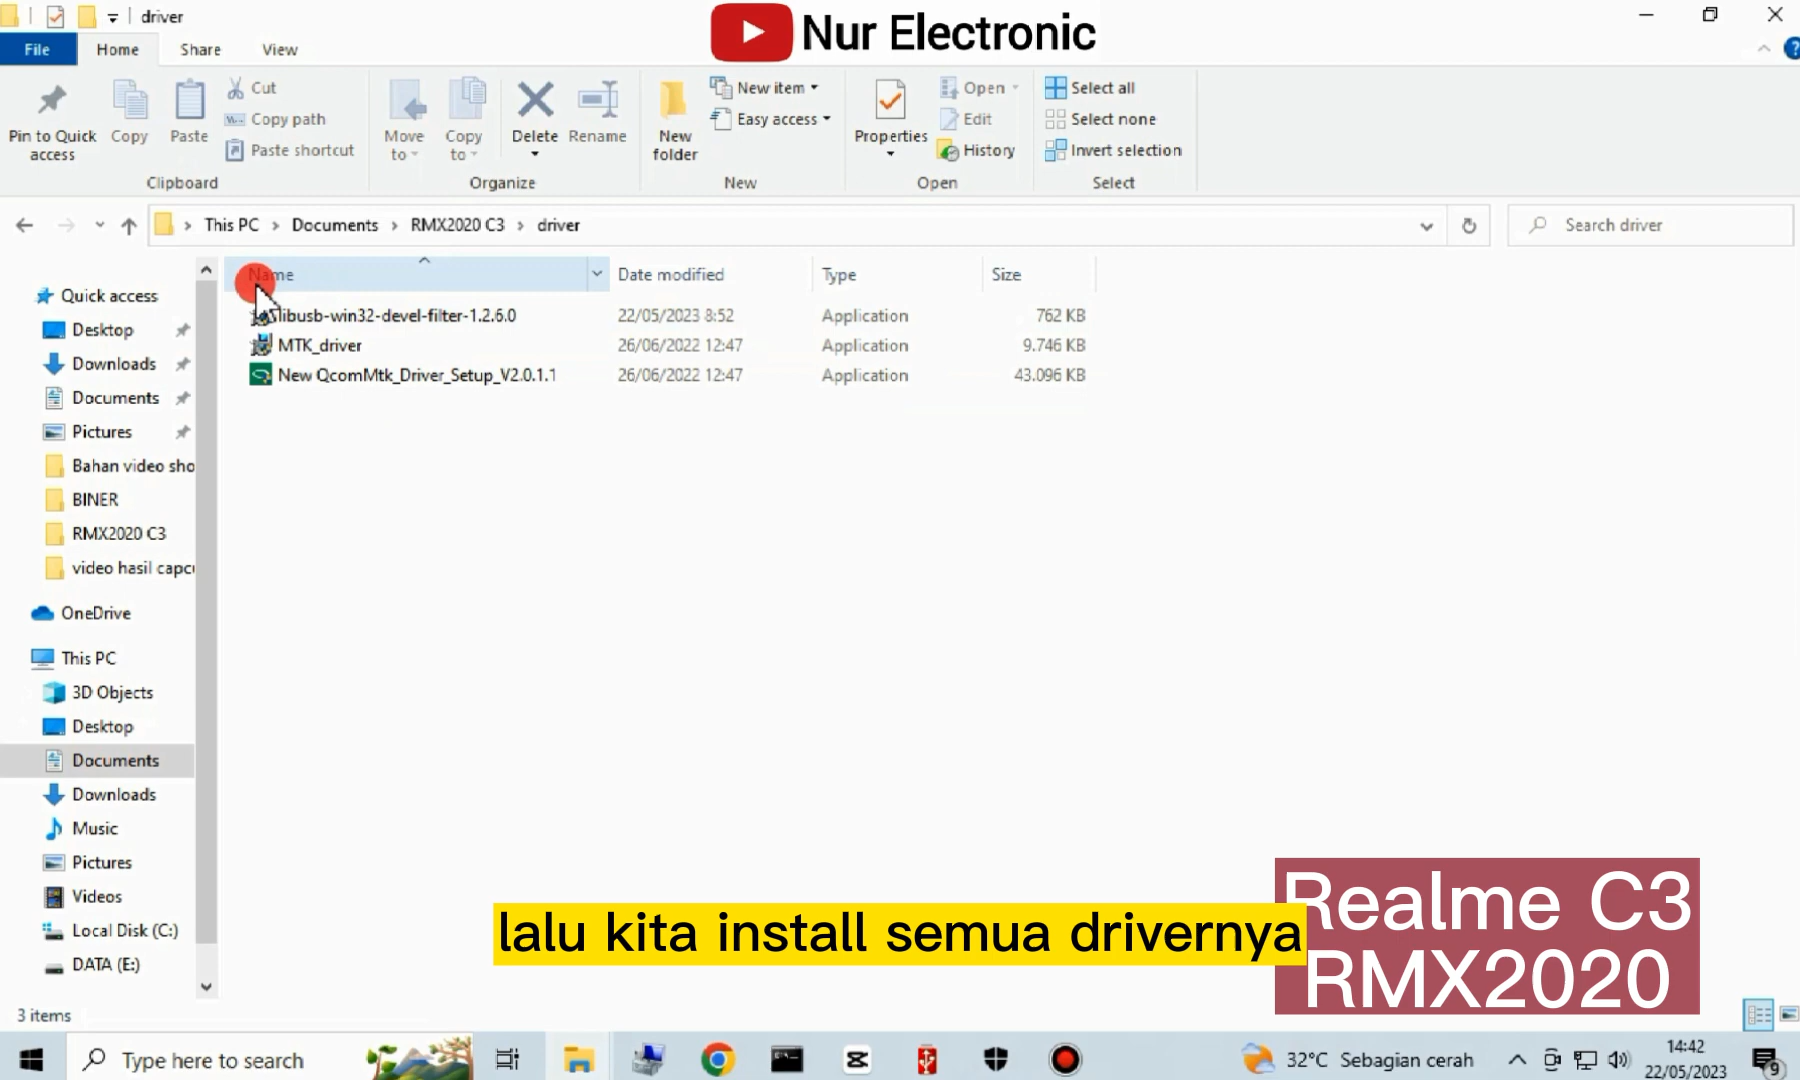 driver
Nur Electronic
File Home Share View
Pin to Quick access
Copy
Paste
Cut
Copy path
Paste shortcut
Clipboard
Move to
Copy to
Delete
Rename
Organize
New folder
New item
Easy access
New
Properties
Open
Edit
History
Open
Select all
Select none
Invert selection
Select
This PC > Documents > RMX2020 C3 > driver
Search driver
Name Date modified Type Size
libusb-win32-devel-filter-1.2.6.0 22/05/2023 8:52 Application 762 KB
MTK_driver 26/06/2022 12:47 Application 9.746 KB
New QcomMtk_Driver_Setup_V2.0.1.1 26/06/2022 12:47 Application 43.096 KB
Quick access
Desktop
Downloads
Documents
Pictures
Bahan video sho
BINER
RMX2020 C3
video hasil capc
OneDrive
This PC
3D Objects
Desktop
Documents
Downloads
Music
Pictures
Videos
Local Disk (C:)
DATA (E:)
lalu kita install semua drivernya
Realme C3
RMX2020
3 items
Type here to search
32°C Sebagian cerah
14:42
22/05/2023
9